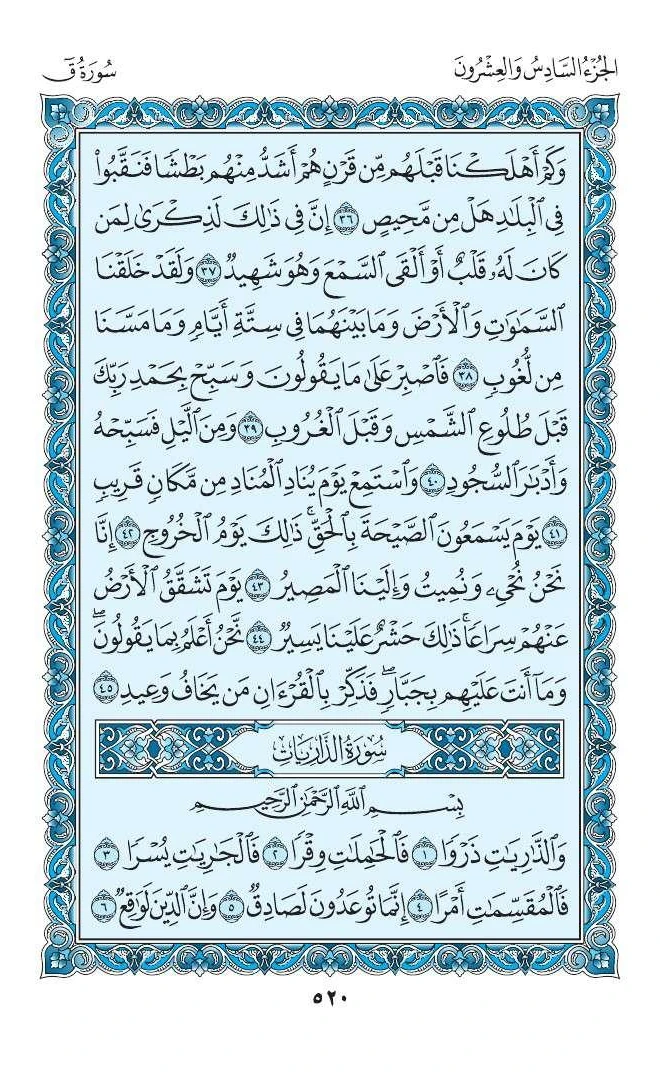 الجُزْءُ السَّادِسُ وَالعِشْرُونَ
سُورَةُ قٓ
وَكَمْ أَهْلَكْنَا قَبْلَهُم مِّن قَرْنٍ هُمْ أَشَدُّ مِنْهُم بَطْشًا فَنَقَّبُوا۟
فِى ٱلْبِلَٰدِ هَلْ مِن مَّحِيصٍ ٣٦ إِنَّ فِى ذَٰلِكَ لَذِكْرَىٰ لِمَن
كَانَ لَهُۥ قَلْبٌ أَوْ أَلْقَى ٱلسَّمْعَ وَهُوَ شَهِيدٌ ٣٧ وَلَقَدْ خَلَقْنَا
ٱلسَّمَٰوَٰتِ وَٱلْأَرْضَ وَمَا بَيْنَهُمَا فِى سِتَّةِ أَيَّامٍ وَمَا مَسَّنَا
مِن لُّغُوبٍ ٣٨ فَٱصْبِرْ عَلَىٰ مَا يَقُولُونَ وَسَبِّحْ بِحَمْدِ رَبِّكَ
قَبْلَ طُلُوعِ ٱلشَّمْسِ وَقَبْلَ ٱلْغُرُوبِ ٣٩ وَمِنَ ٱلَّيْلِ فَسَبِّحْهُ
وَأَدْبَٰرَ ٱلسُّجُودِ ٤٠ وَٱسْتَمِعْ يَوْمَ يُنَادِ ٱلْمُنَادِ مِن مَّكَانٍ قَرِيبٍ
٤١ يَوْمَ يَسْمَعُونَ ٱلصَّيْحَةَ بِٱلْحَقِّ ۚ ذَٰلِكَ يَوْمُ ٱلْخُرُوجِ ٤٢ إِنَّا
نَحْنُ نُحْىِۦ وَنُمِيتُ وَإِلَيْنَا ٱلْمَصِيرُ ٤٣ يَوْمَ تَشَقَّقُ ٱلْأَرْضُ
عَنْهُمْ سِرَاعًا ۚ ذَٰلِكَ حَشْرٌ عَلَيْنَا يَسِيرٌ ٤٤ نَّحْنُ أَعْلَمُ بِمَا يَقُولُونَ ۖ
وَمَآ أَنتَ عَلَيْهِم بِجَبَّارٍ ۖ فَذَكِّرْ بِٱلْقُرْءَانِ مَن يَخَافُ وَعِيدِ ٤٥
سُورَةُ الذَّارِيَاتِ
بِسْمِ ٱللَّهِ ٱلرَّحْمَٰنِ ٱلرَّحِيمِ
وَٱلذَّٰرِيَٰتِ ذَرْوًا ١ فَٱلْحَٰمِلَٰتِ وِقْرًا ٢ فَٱلْجَٰرِيَٰتِ يُسْرًا ٣
فَٱلْمُقَسِّمَٰتِ أَمْرًا ٤ إِنَّمَا تُوعَدُونَ لَصَادِقٌ ٥ وَإِنَّ ٱلدِّينَ لَوَٰقِعٌ ٦
٥٢٠